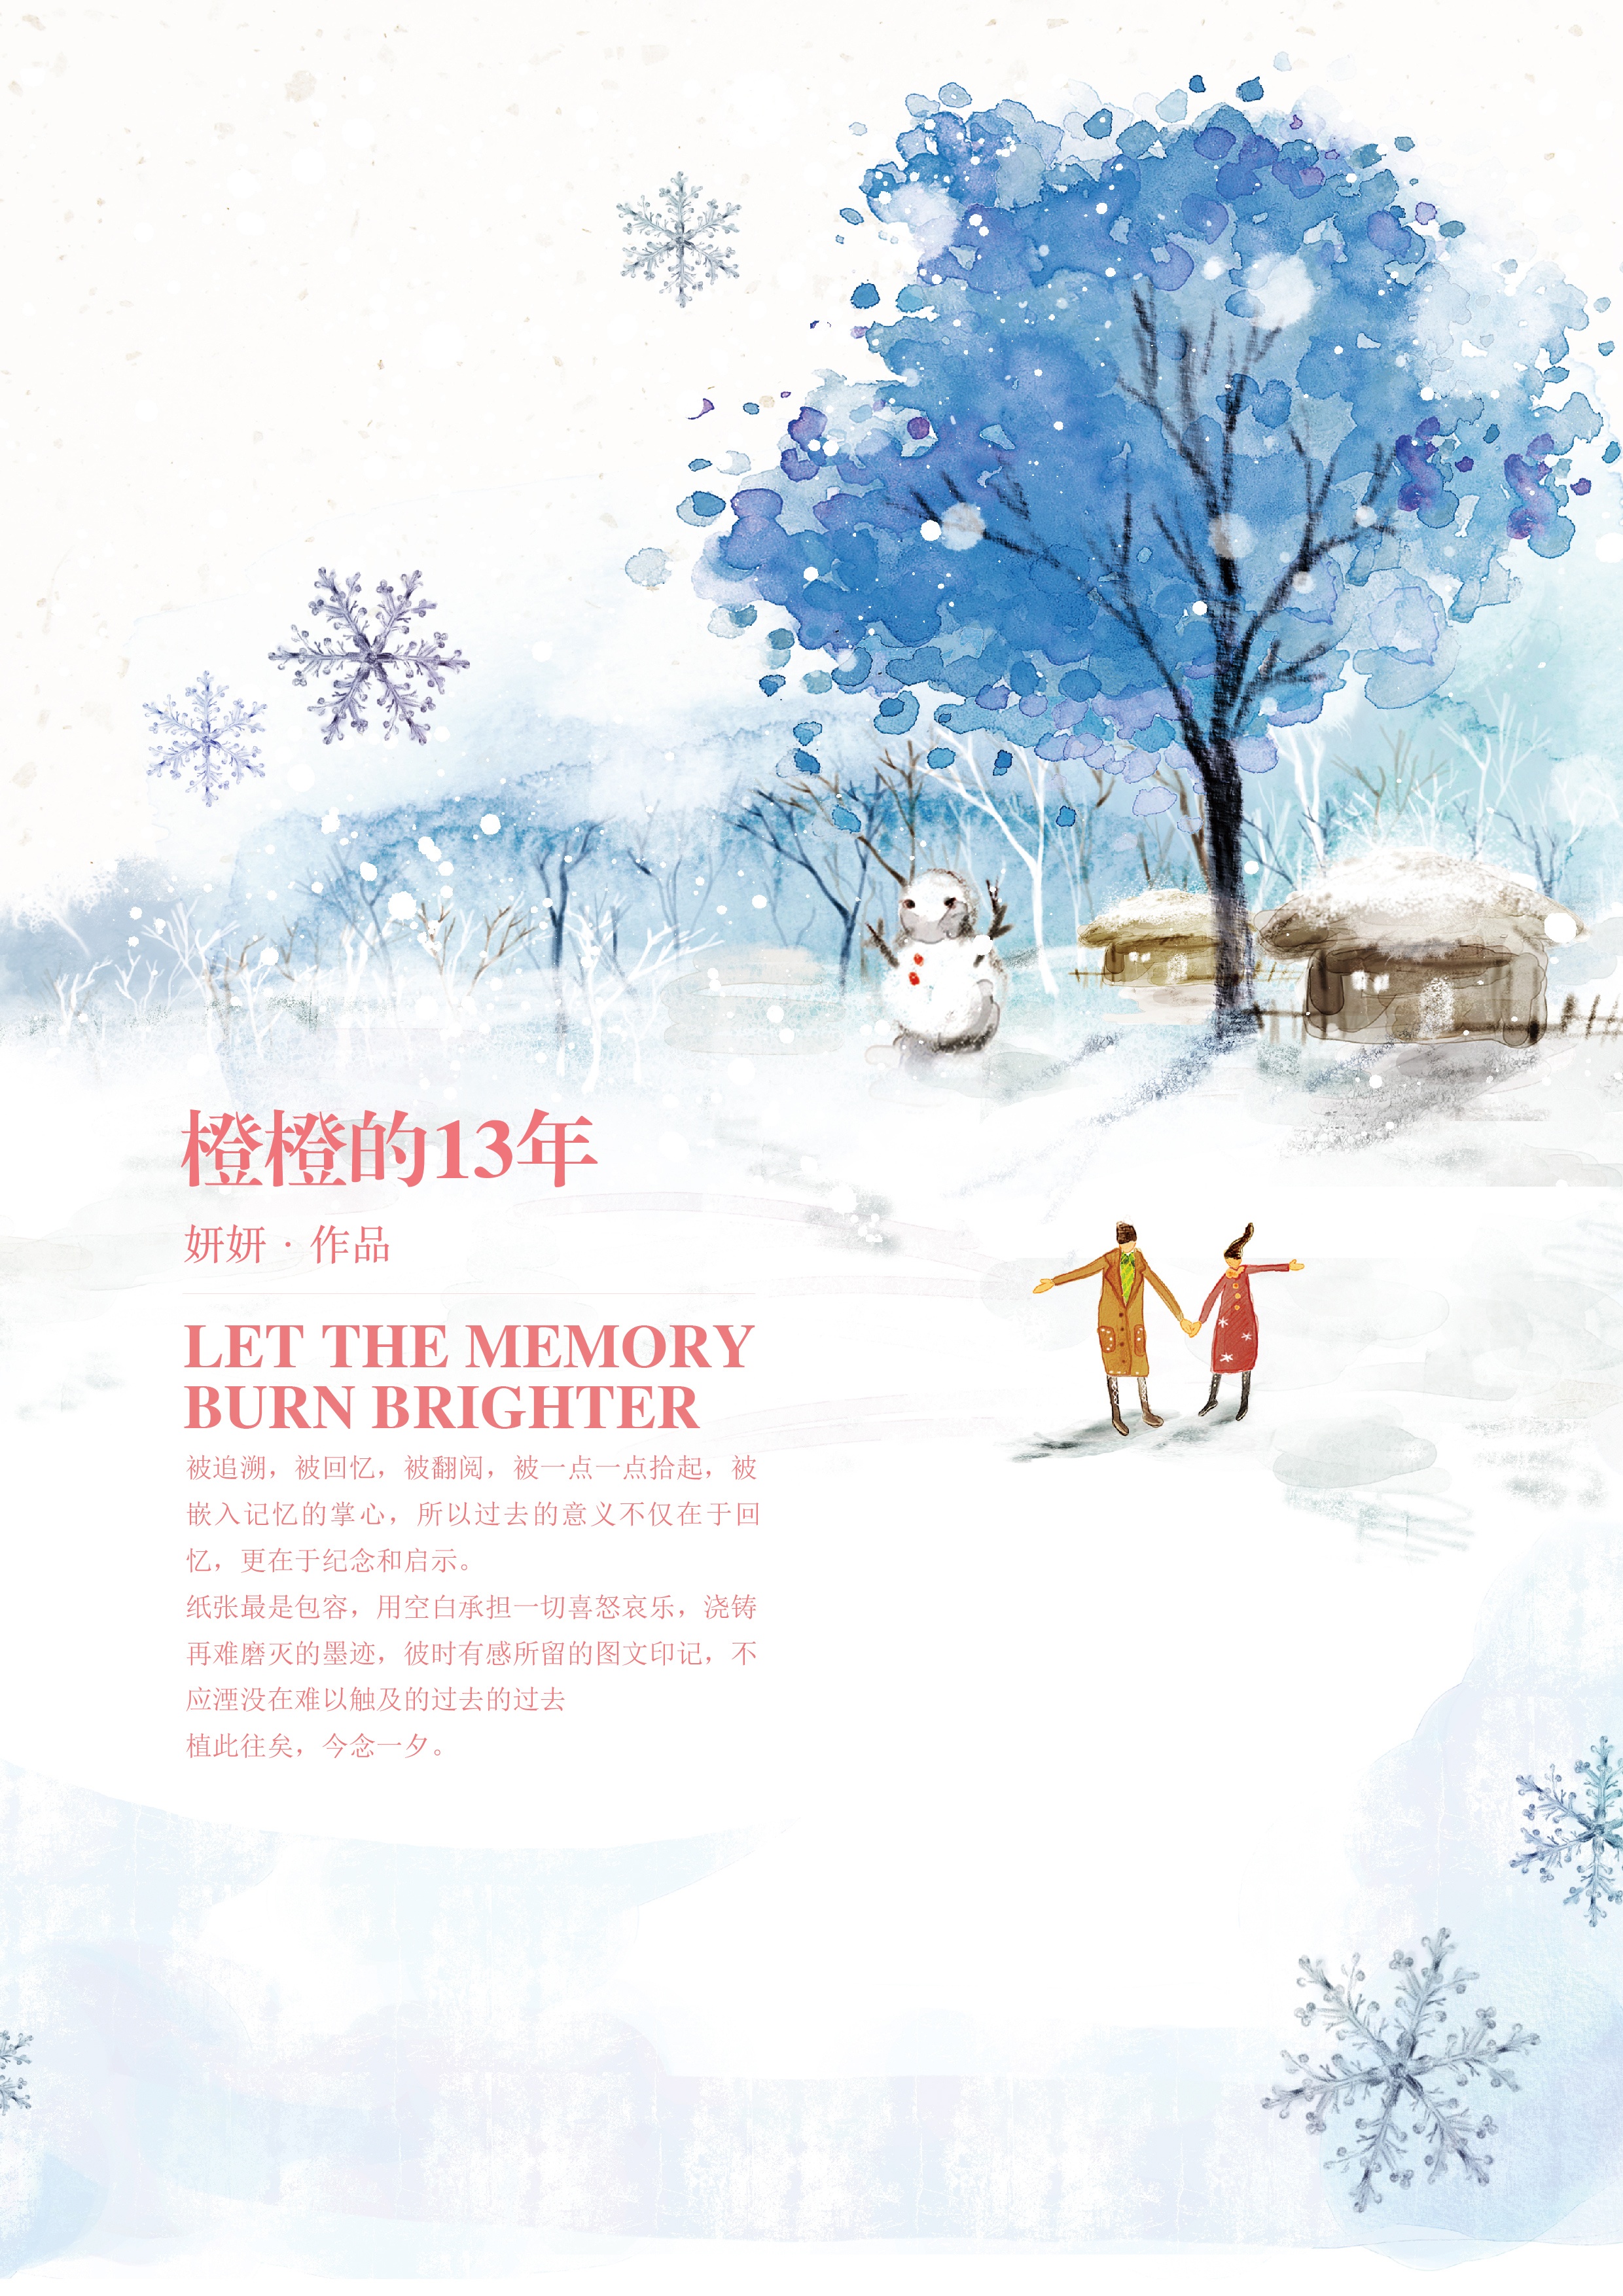 橙橙的13年
妍妍 · 作品
LET THE MEMORY
BURN BRIGHTER
被追溯，被回忆，被翻阅，被一点一点拾起，被
嵌入记忆的掌心，所以过去的意义不仅在于回
忆，更在于纪念和启示。
纸张最是包容，用空白承担一切喜怒哀乐，浇铸
再难磨灭的墨迹，彼时有感所留的图文印记，不
应湮没在难以触及的过去的过去
植此往矣，今念一夕。